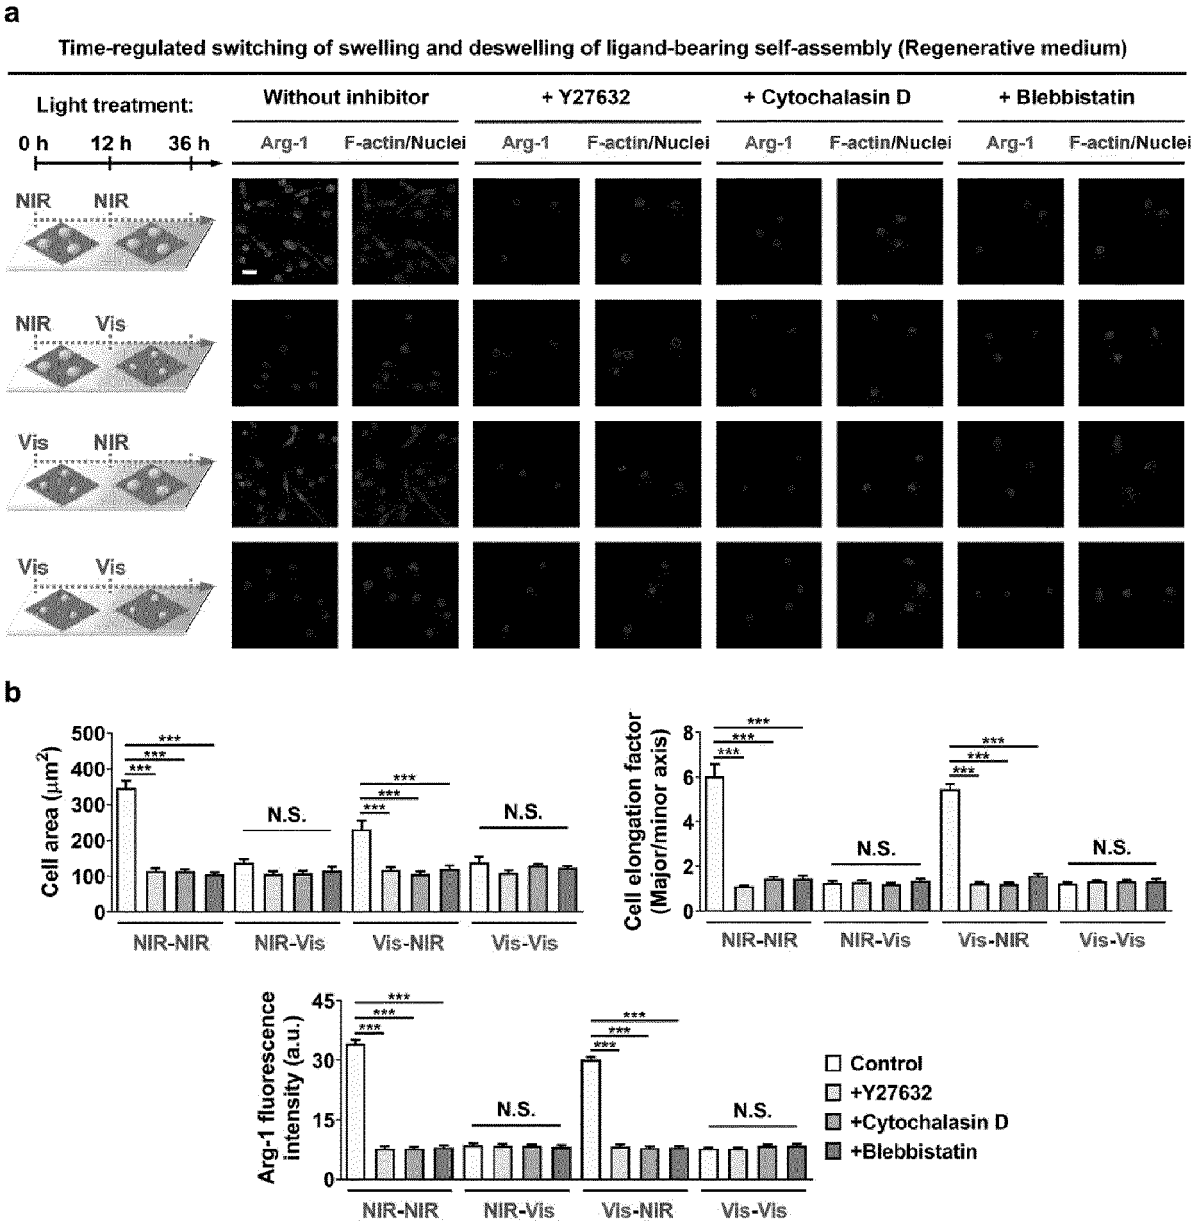 a
Time-regulated switching of swelling and deswelling of ligand-bearing self-assembly (Regenerative medium)
Light treatment:
Without inhibitor
+ Y27632
+ Cytochalasin D
+ Blebbistatin
0 h 12 h 36 h
Arg-1 F-actin/Nuclei Arg-1 F-actin/Nuclei Arg-1 F-actin/Nuclei Arg-1 F-actin/Nuclei
NIR NIR
NIR Vis
Vis NIR
Vis Vis
b
Cell area (μm²)
500
400
300
200
100
0
***
***
***
N.S.
***
***
***
N.S.
NIR-NIR NIR-Vis Vis-NIR Vis-Vis
Cell elongation factor
(Major/minor axis)
8
6
4
2
0
***
***
***
N.S.
***
***
***
N.S.
NIR-NIR NIR-Vis Vis-NIR Vis-Vis
Arg-1 fluorescence
intensity (a.u.)
45
30
15
0
***
***
***
N.S.
***
***
***
N.S.
NIR-NIR NIR-Vis Vis-NIR Vis-Vis
Control
+Y27632
+Cytochalasin D
+Blebbistatin